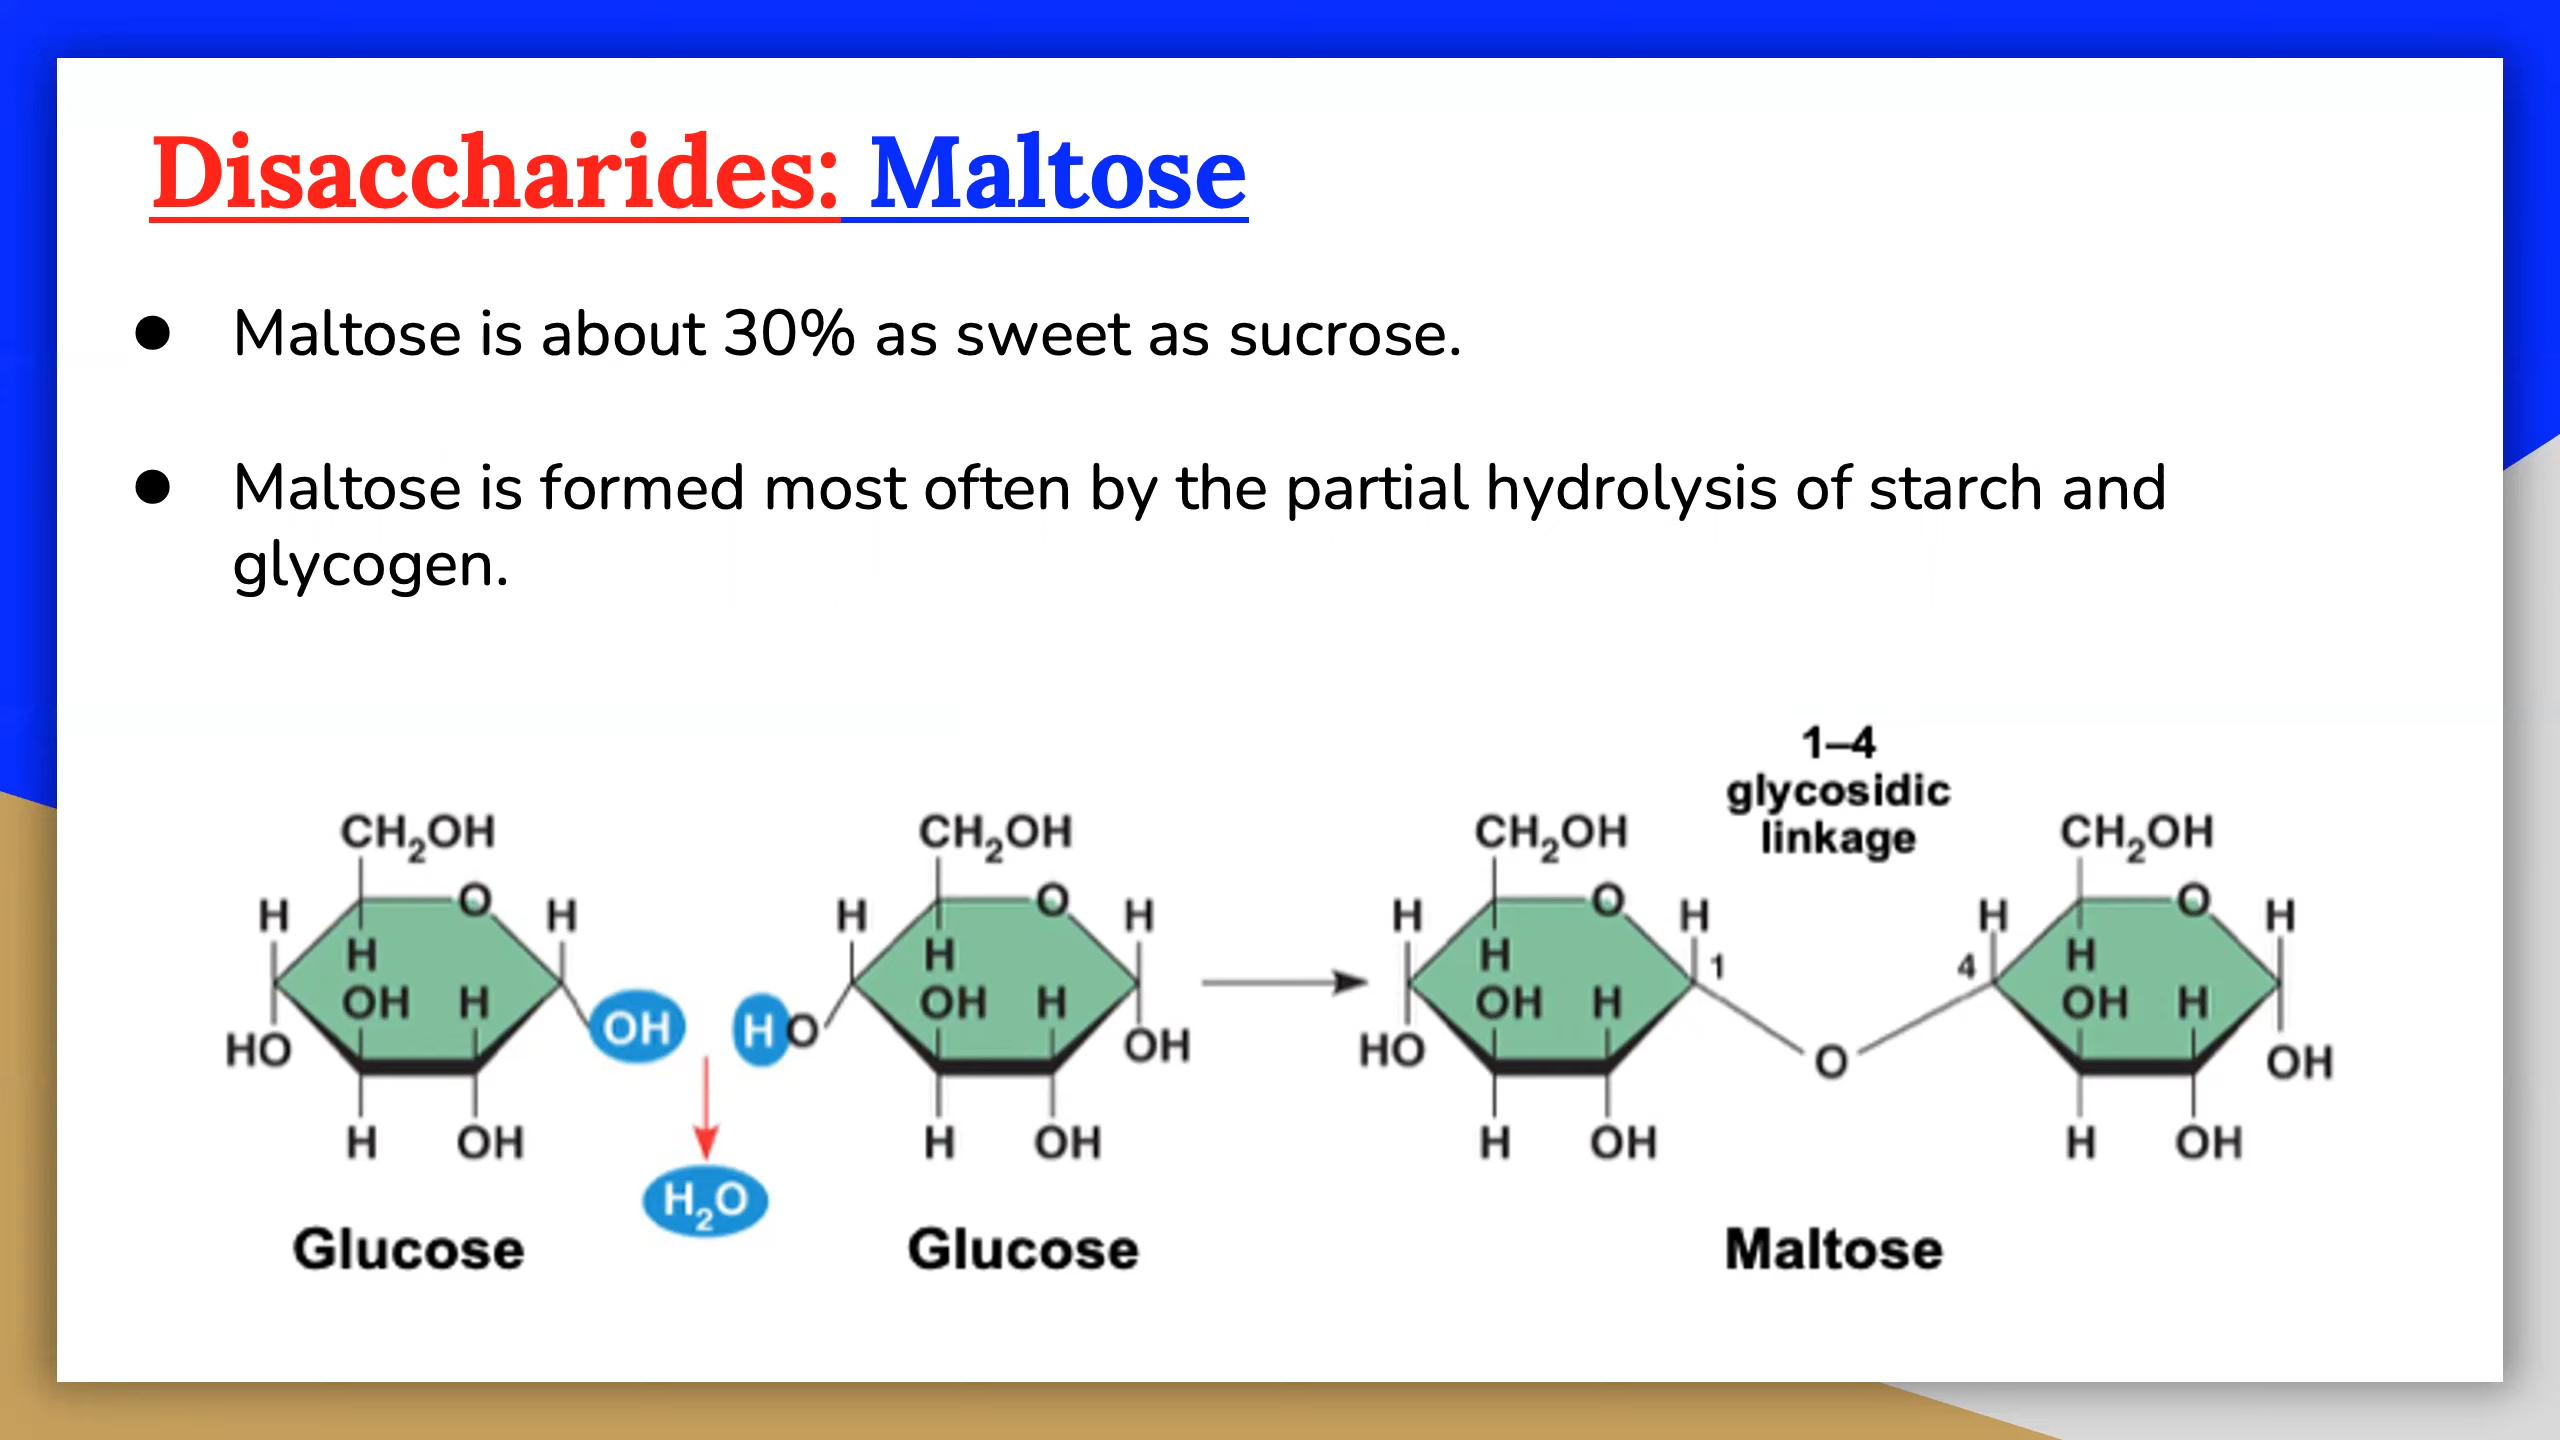 Disaccharides: Maltose
● Maltose is about 30% as sweet as sucrose.
● Maltose is formed most often by the partial hydrolysis of starch and
glycogen.
1–4
glycosidic
linkage
CH₂OH CH₂OH CH₂OH CH₂OH
H O H H O H H O H H O H
H H H 1 4 H
OH H OH H OH H OH H
HO OH HO OH HO O OH
H OH H OH H OH H OH
H₂O
Glucose Glucose Maltose